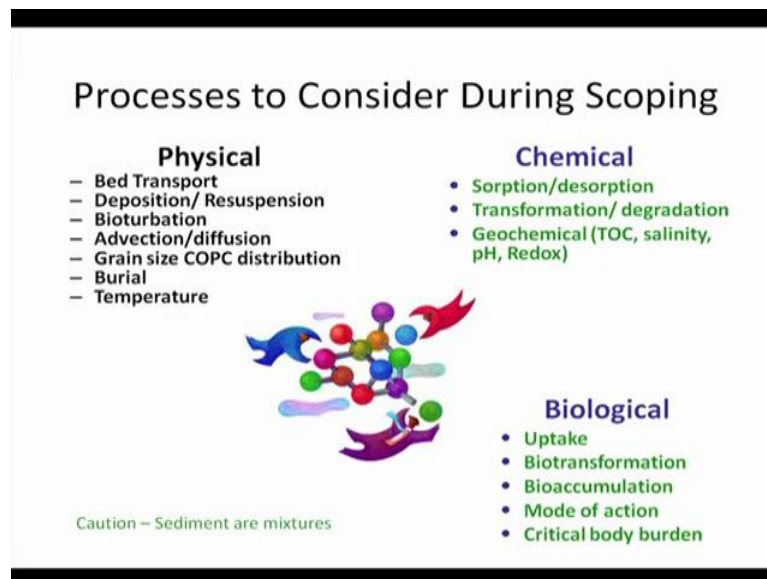 Processes to Consider During Scoping
Physical
– Bed Transport
– Deposition/ Resuspension
– Bioturbation
– Advection/diffusion
– Grain size COPC distribution
– Burial
– Temperature
Chemical
• Sorption/desorption
• Transformation/ degradation
• Geochemical (TOC, salinity,
pH, Redox)
Biological
• Uptake
• Biotransformation
• Bioaccumulation
• Mode of action
• Critical body burden
Caution – Sediment are mixtures